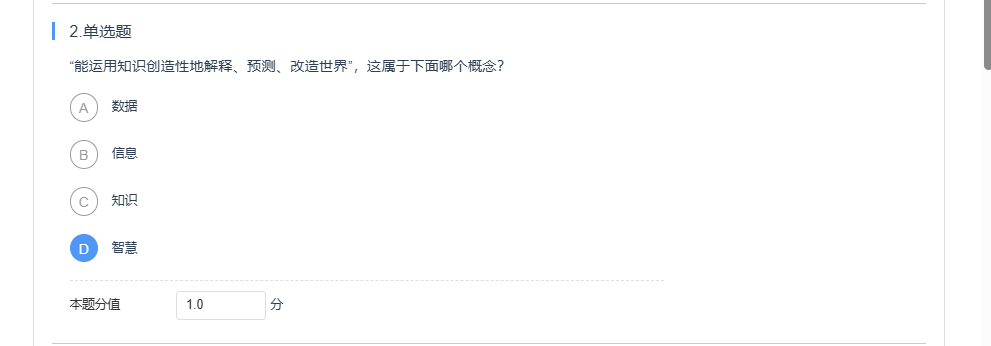 2.单选题
“能运用知识创造性地解释、预测、改造世界”，这属于下面哪个概念？
A 数据
B 信息
C 知识
D 智慧
本题分值 1.0 分